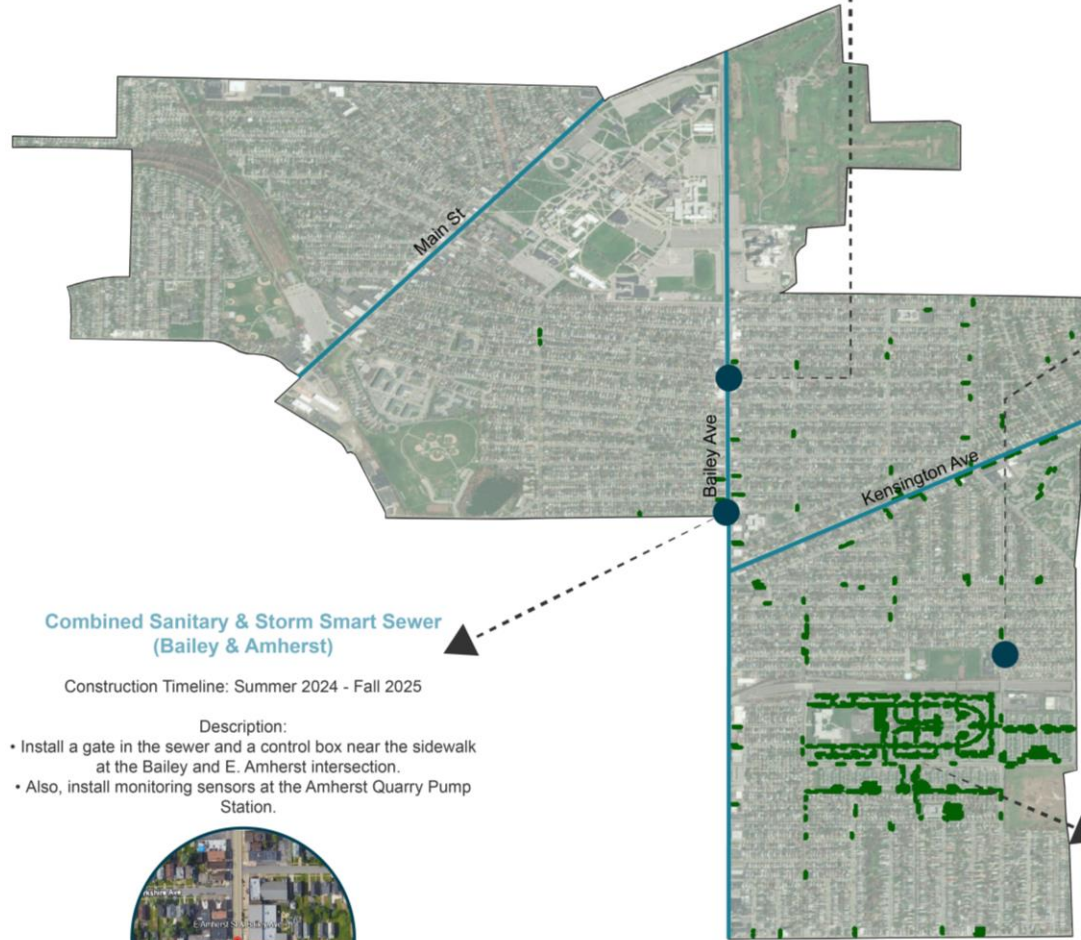 Main St
Bailey Ave
Kensington Ave
Combined Sanitary & Storm Smart Sewer
(Bailey & Amherst)
Construction Timeline: Summer 2024 - Fall 2025
Description:
• Install a gate in the sewer and a control box near the sidewalk
at the Bailey and E. Amherst intersection.
• Also, install monitoring sensors at the Amherst Quarry Pump
Station.
E Amherst St